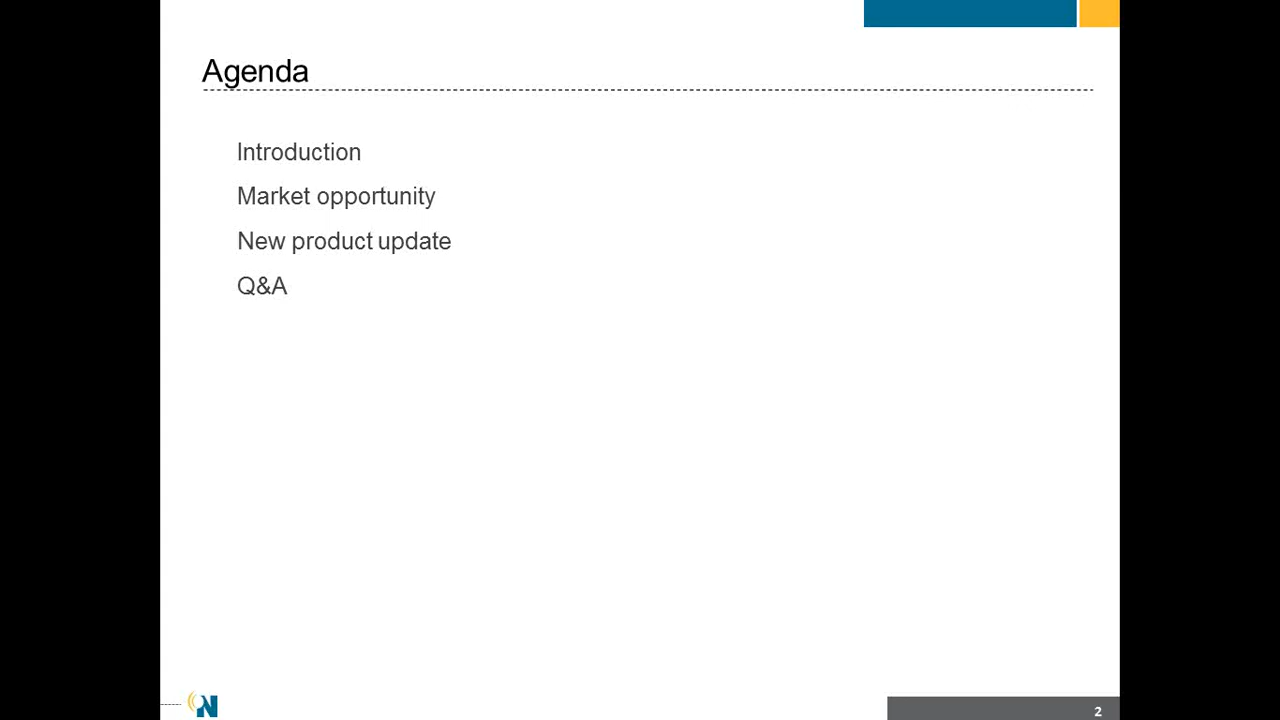 Agenda
Introduction
Market opportunity
New product update
Q&A
N
2